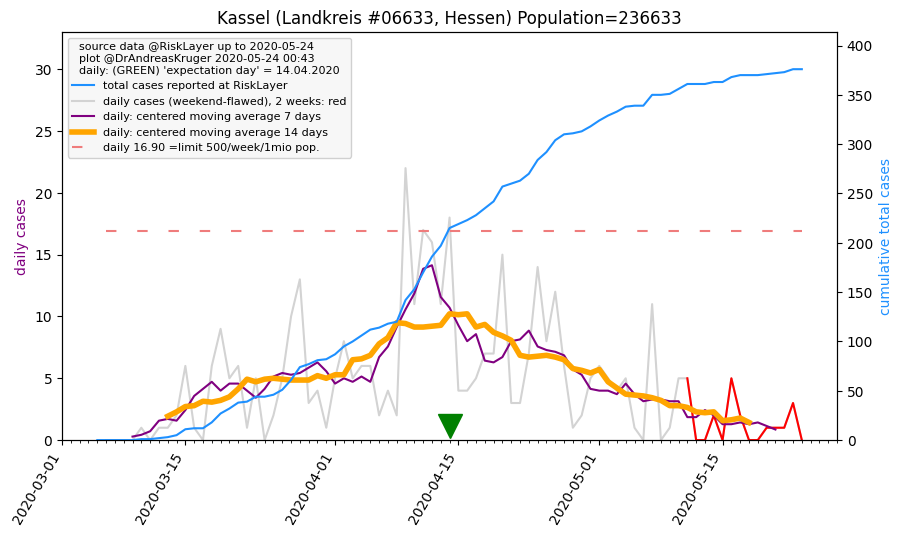 Kassel (Landkreis #06633, Hessen) Population=236633
source data @RiskLayer up to 2020-05-24
plot @DrAndreasKruger 2020-05-24 00:43
daily: (GREEN) 'expectation day' = 14.04.2020
total cases reported at RiskLayer
daily cases (weekend-flawed), 2 weeks: red
daily: centered moving average 7 days
daily: centered moving average 14 days
daily 16.90 =limit 500/week/1mio pop.
daily cases
30
25
20
15
10
5
0
cumulative total cases
400
350
300
250
200
150
100
50
0
2020-03-01
2020-03-15
2020-04-01
2020-04-15
2020-05-01
2020-05-15